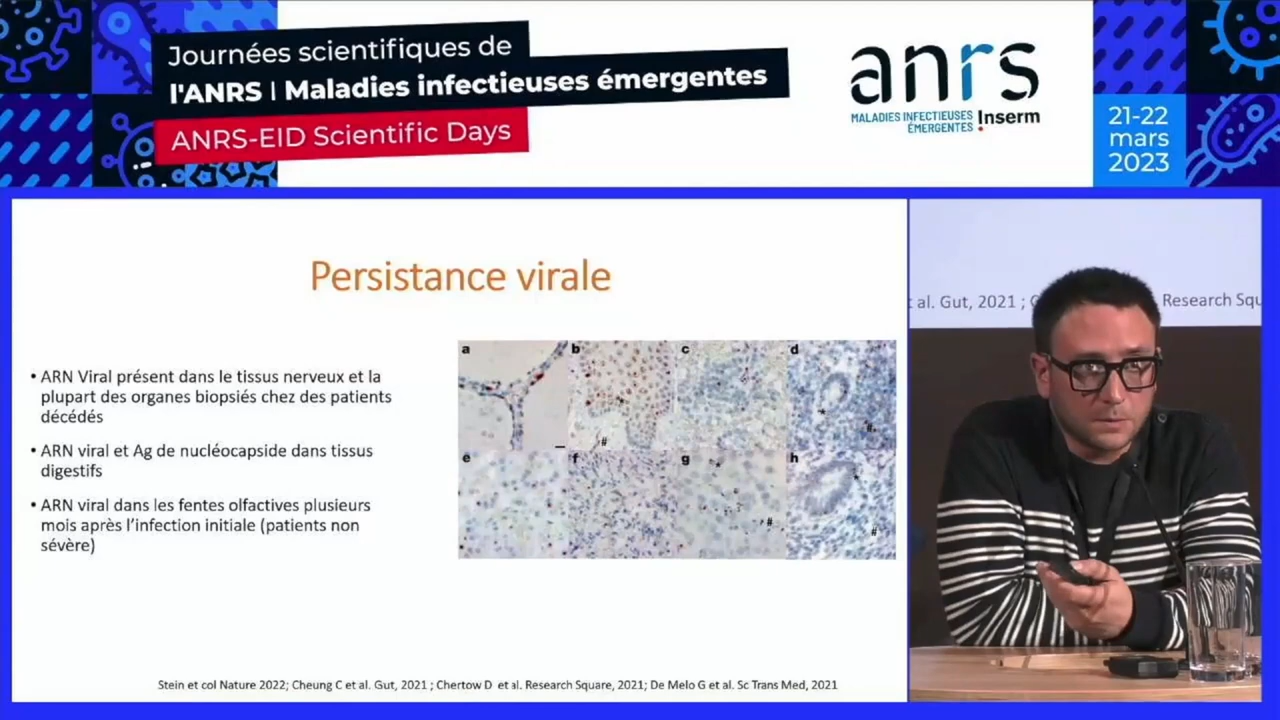 Journées scientifiques de
l'ANRS | Maladies infectieuses émergentes
ANRS-EID Scientific Days
anrs
MALADIES INFECTIEUSES
ÉMERGENTES Inserm
21-22
mars
2023
Persistance virale
• ARN Viral présent dans le tissus nerveux et la
plupart des organes biopsiés chez des patients
décédés
• ARN viral et Ag de nucléocapside dans tissus
digestifs
• ARN viral dans les fentes olfactives plusieurs
mois après l'infection initiale (patients non
sévère)
a b c d
* # * #
e f g h
* # * #
Stein et col Nature 2022; Cheung C et al. Gut, 2021 ; Chertow D et al. Research Square, 2021; De Melo G et al. Sc Trans Med, 2021
t al. Gut, 2021 ; Research Squ